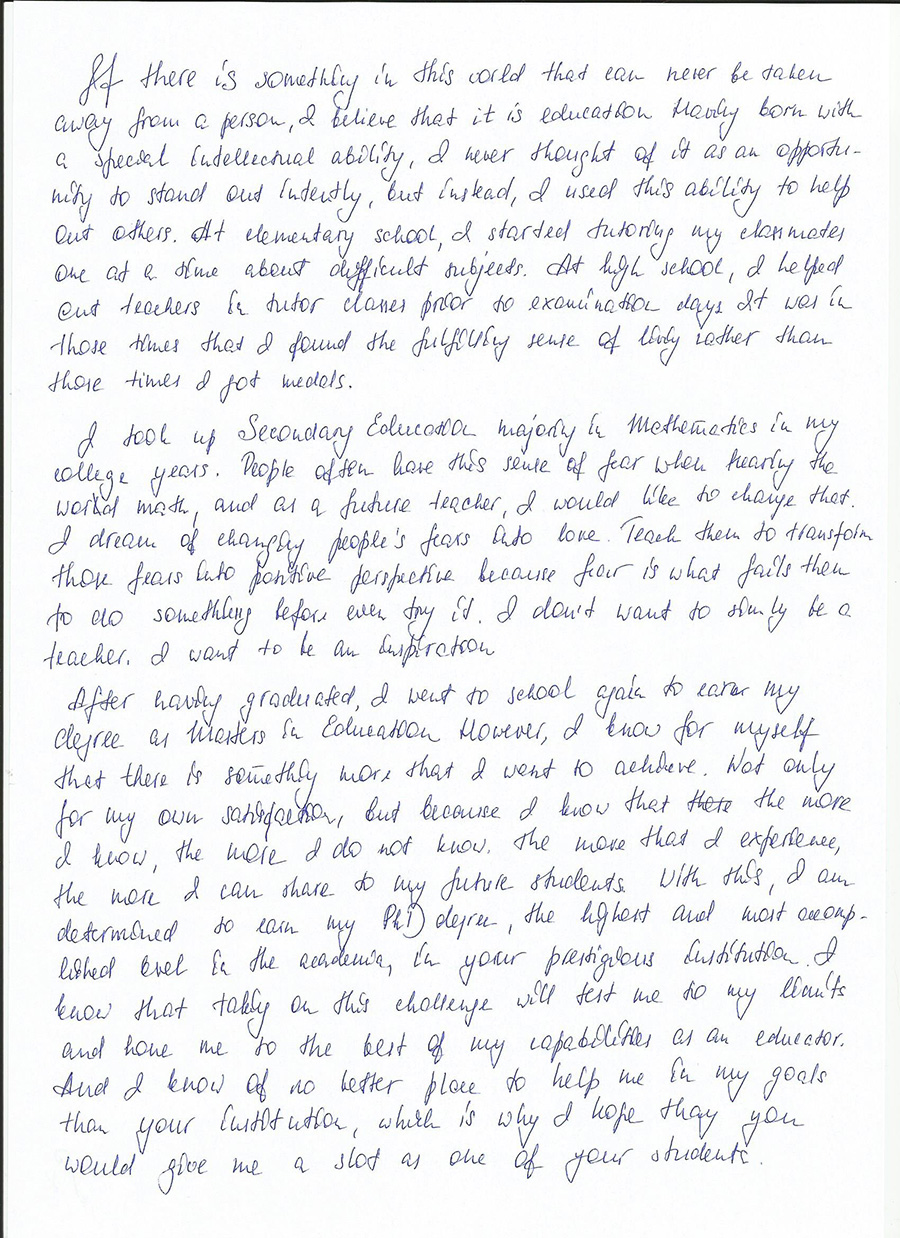 If there is something in this world that can never be taken
away from a person, I believe that it is education Having born with
a special intellectual ability, I never thought of it as an opportu-
nity to stand out intently, but instead, I used this ability to help
out others. At elementary school, I started tutoring my classmates
one at a time about difficult subjects. At high school, I helped
out teachers in tutor classes prior to examination days It was in
those times that I found the fulfilling sense of living rather than
those times I got medals.
I took up Secondary Education majoring in Mathematics in my
college years. People often have this sense of fear when hearing the
world math, and as a future teacher, I would like to change that.
I dream of changing people's fears into love. Teach them to transform
those fears into positive perspective because fear is what fails them
to do something before even try it. I don't want to simly be a
teacher. I want to be an inspiration
After having graduated, I went to school again to earn my
degree as Masters in Education However, I know for myself
that there is something more that I want to achieve. Not only
for my own satisfaction, but because I know that there the more
I know, the more I do not know. The more that I experience,
the more I can share to my future students. With this, I am
determined to earn my PhD degree, the highest and most accomp-
lished level in the academia, in your prestigious institution. I
know that taking on this challenge will test me to my limits
and hone me to the best of my capabilities as an educator.
And I know of no better place to help me in my goals
than your institution, which is why I hope thay you
would give me a slot as one of your students.